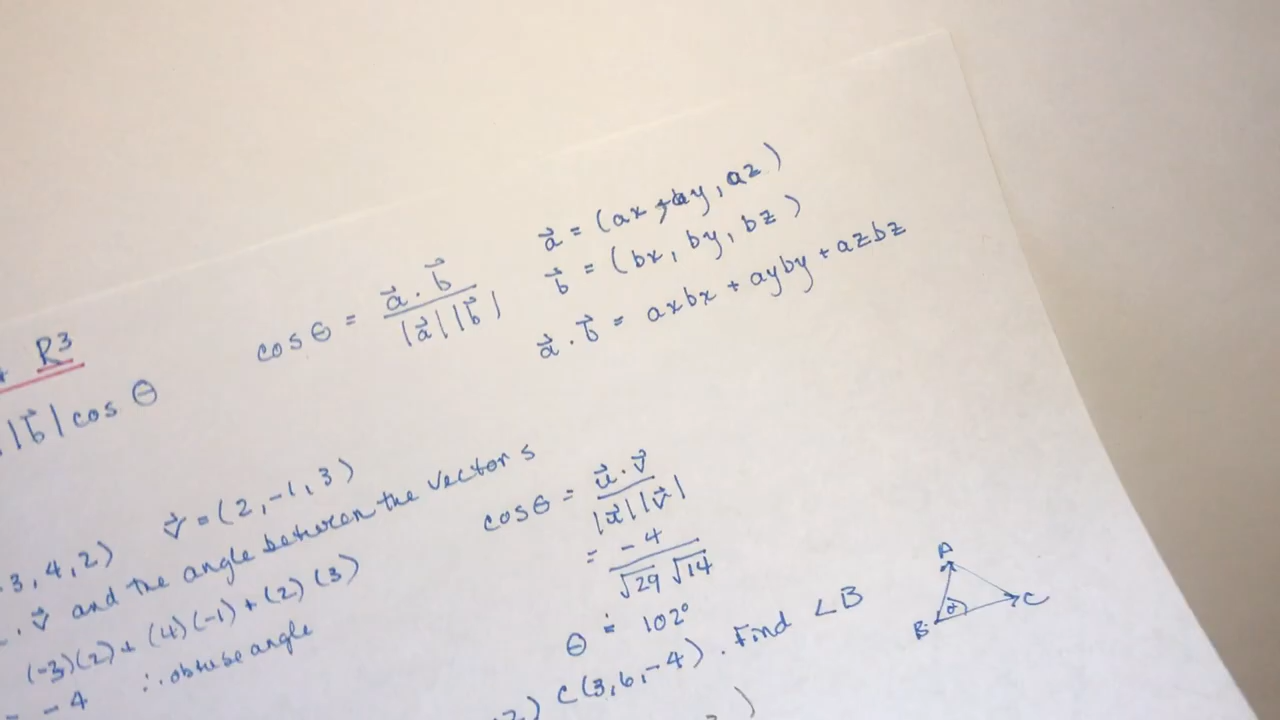 a⃗ = (ax, ay, az)
b⃗ = (bx, by, bz)
cos θ = a⃗ · b⃗ / |a⃗||b⃗|
a⃗ · b⃗ = axbx + ayby + azbz
R³
|b⃗| cos θ
v⃗ = (2, -1, 3)
3, 4, 2)
. v⃗ and the angle between the vectors
(-3)(2) + (4)(-1) + (2)(3)
-4 ∴ obtuse angle
cos θ = u⃗ · v⃗ / |u⃗||v⃗|
= -4 / √29 √14
θ ≐ 102°
C(3, 6, -4). Find ∠B
A
B
C